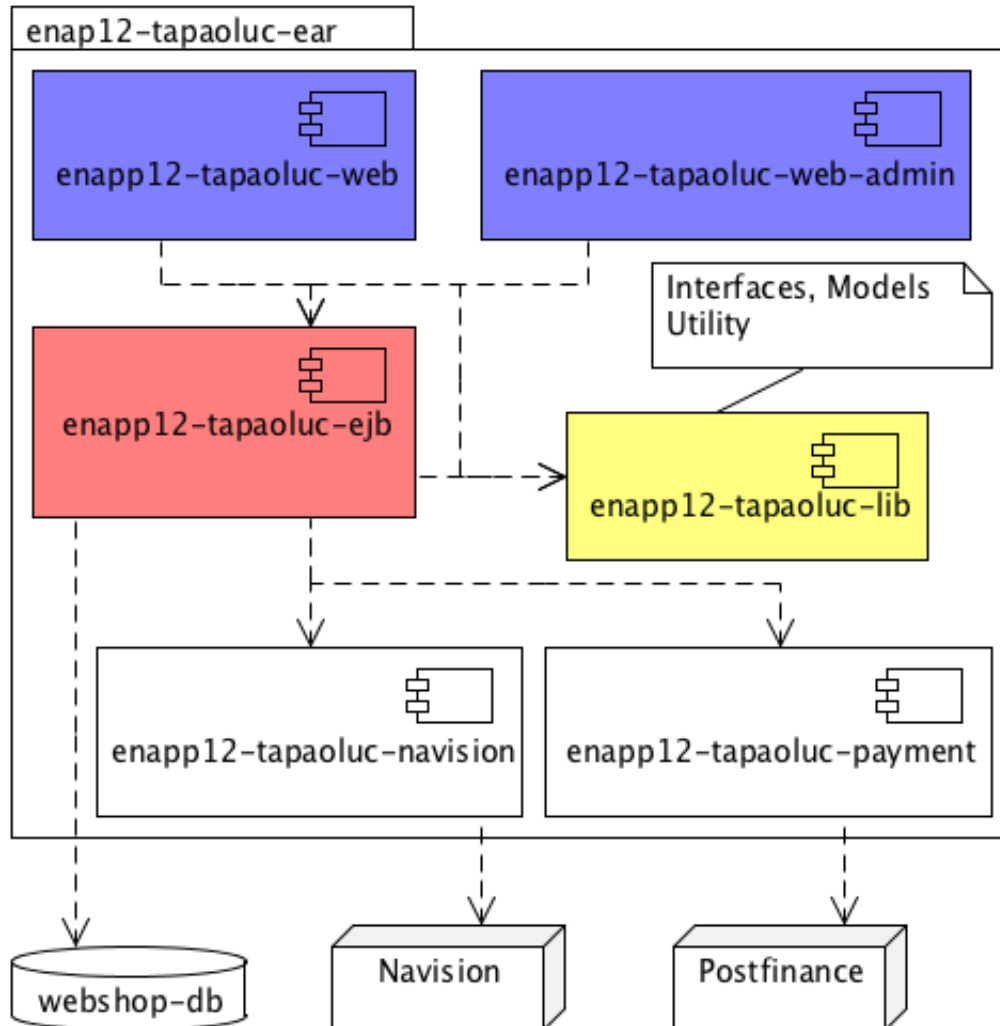 enap12-tapaoluc-ear
enapp12-tapaoluc-web
enapp12-tapaoluc-web-admin
Interfaces, Models
Utility
enapp12-tapaoluc-ejb
enapp12-tapaoluc-lib
enapp12-tapaoluc-navision
enapp12-tapaoluc-payment
webshop-db
Navision
Postfinance